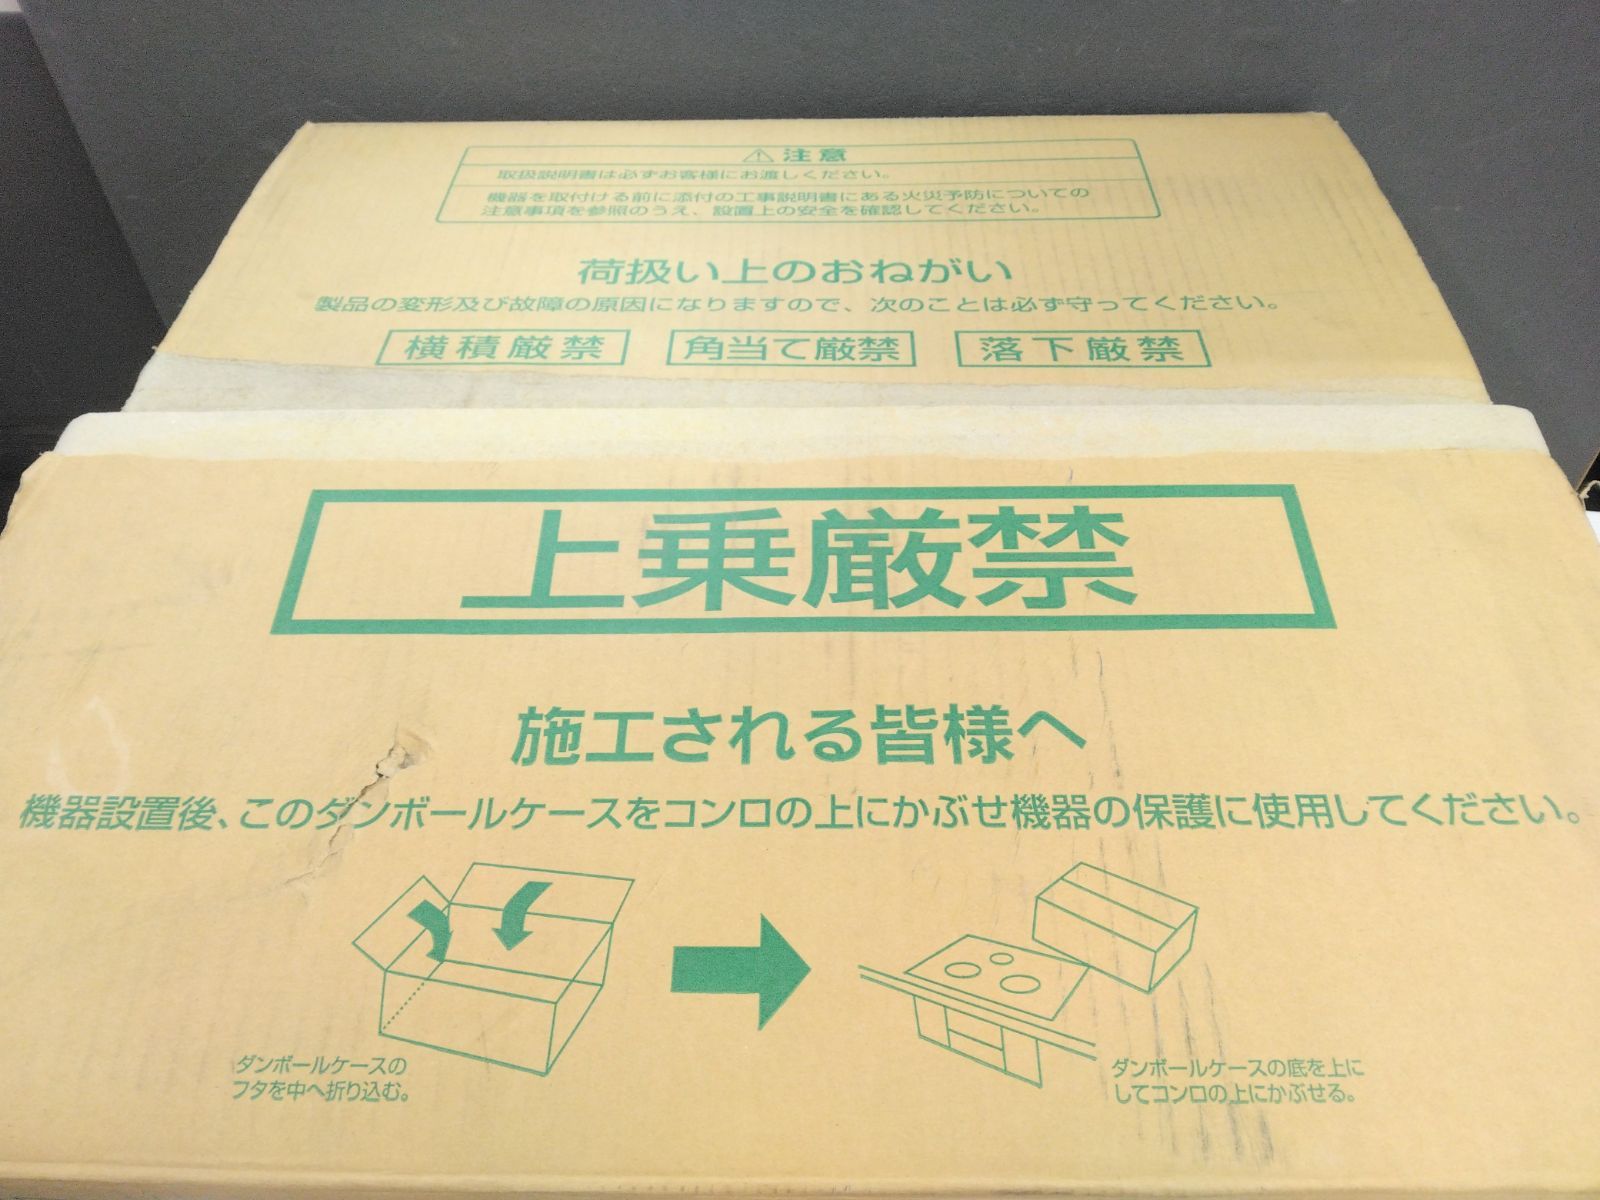 ⚠注意
取扱説明書は必ずお客様にお渡しください。
機器を取付ける前に添付の工事説明書にある火災予防についての
注意事項を参照のうえ、設置上の安全を確認してください。
荷扱い上のおねがい
製品の変形及び故障の原因になりますので、次のことは必ず守ってください。
横積厳禁 角当て厳禁 落下厳禁
上乗厳禁
施工される皆様へ
機器設置後、このダンボールケースをコンロの上にかぶせ機器の保護に使用してください。
ダンボールケースの
フタを中へ折り込む。
ダンボールケースの底を上に
してコンロの上にかぶせる。